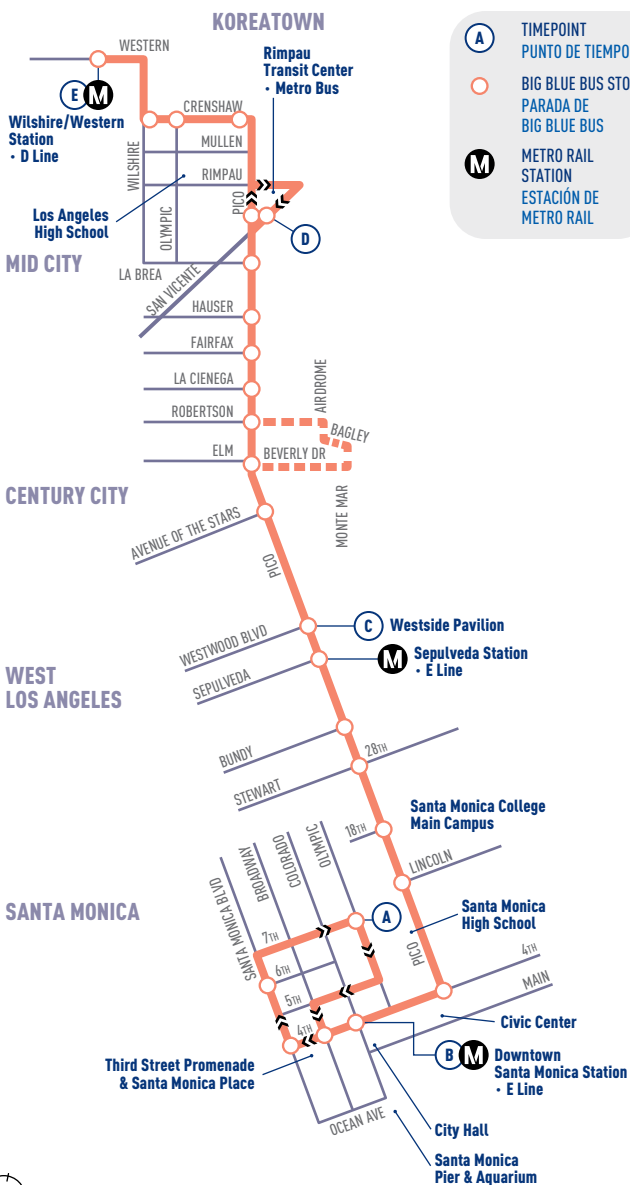 KOREATOWN
WESTERN
Rimpau
Transit Center
• Metro Bus
E M
Wilshire/Western
Station
• D Line
CRENSHAW
MULLEN
RIMPAU
WILSHIRE
OLYMPIC
PICO
Los Angeles
High School
D
MID CITY
LA BREA
SAN VICENTE
HAUSER
FAIRFAX
LA CIENEGA
ROBERTSON
AIRDROME
BAGLEY
ELM
BEVERLY DR
MONTE MAR
CENTURY CITY
AVENUE OF THE STARS
PICO
C Westside Pavilion
WESTWOOD BLVD
M Sepulveda Station
• E Line
SEPULVEDA
WEST
LOS ANGELES
BUNDY
28TH
STEWART
Santa Monica College
Main Campus
18TH
LINCOLN
OLYMPIC
COLORADO
BROADWAY
SANTA MONICA BLVD
SANTA MONICA
A
7TH
6TH
5TH
4TH
Santa Monica
High School
PICO
4TH
MAIN
Civic Center
B M Downtown
Santa Monica Station
• E Line
Third Street Promenade
& Santa Monica Place
OCEAN AVE
City Hall
Santa Monica
Pier & Aquarium
A TIMEPOINT
PUNTO DE TIEMPO
BIG BLUE BUS STO
PARADA DE
BIG BLUE BUS
M METRO RAIL
STATION
ESTACIÓN DE
METRO RAIL